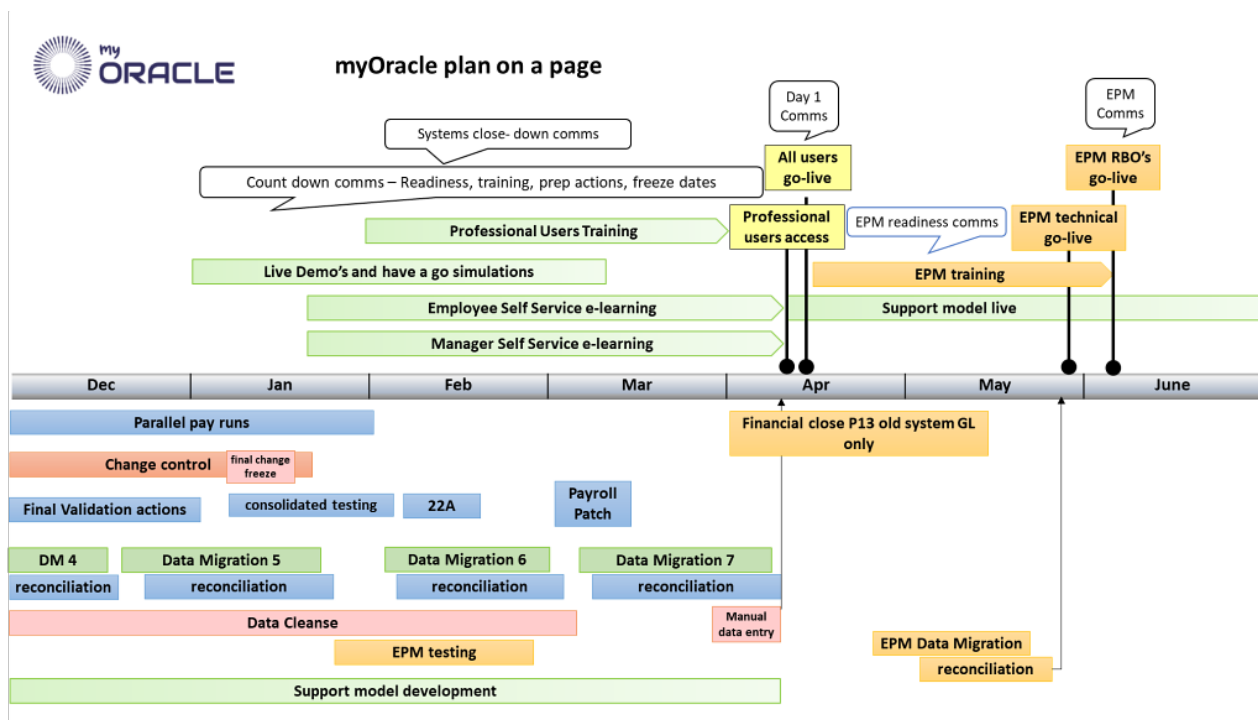 my
ORACLE
myOracle plan on a page
Day 1
Comms
EPM
Comms
Systems close- down comms
All users
go-live
EPM RBO's
go-live
Count down comms – Readiness, training, prep actions, freeze dates
Professional Users Training
Professional
users access
EPM readiness comms
EPM technical
go-live
Live Demo's and have a go simulations
EPM training
Employee Self Service e-learning
Support model live
Manager Self Service e-learning
Dec
Jan
Feb
Mar
Apr
May
June
Parallel pay runs
Financial close P13 old system GL
only
Change control
final change
freeze
Final Validation actions
consolidated testing
22A
Payroll
Patch
DM 4
Data Migration 5
Data Migration 6
Data Migration 7
reconciliation
reconciliation
reconciliation
reconciliation
Data Cleanse
Manual
data entry
EPM testing
EPM Data Migration
reconciliation
Support model development